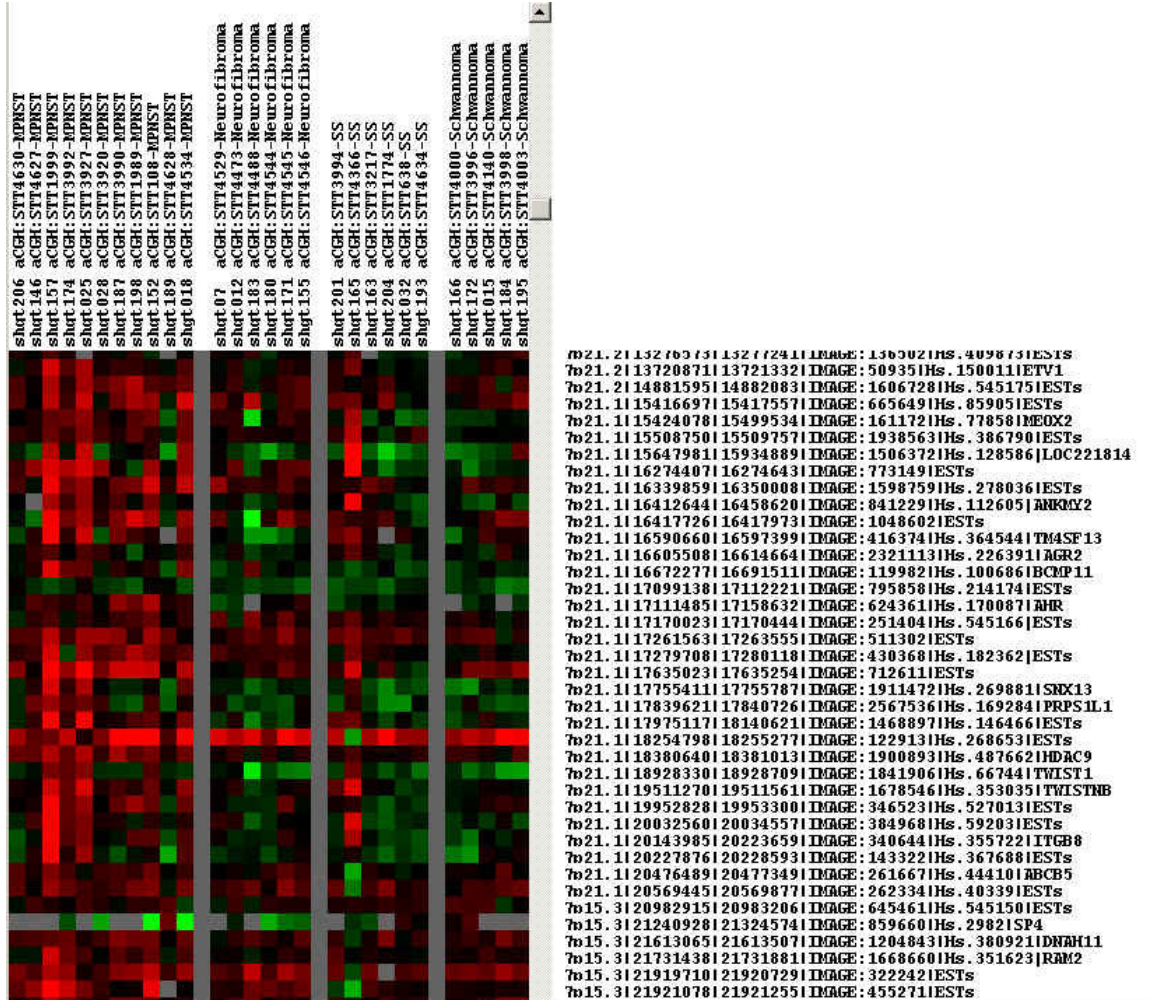 shgt206 aCGH:STT4630-MPNST
shgt146 aCGH:STT4627-MPNST
shgt157 aCGH:STT1999-MPNST
shgt174 aCGH:STT3992-MPNST
shgt025 aCGH:STT3927-MPNST
shgt028 aCGH:STT3920-MPNST
shgt187 aCGH:STT3990-MPNST
shgt198 aCGH:STT1989-MPNST
shgt152 aCGH:STT108-MPNST
shgt189 aCGH:STT4628-MPNST
shgt018 aCGH:STT4534-MPNST
shgt07 aCGH:STT4529-Neurofibroma
shgt012 aCGH:STT4473-Neurofibroma
shgt183 aCGH:STT4488-Neurofibroma
shgt180 aCGH:STT4544-Neurofibroma
shgt171 aCGH:STT4545-Neurofibroma
shgt155 aCGH:STT4546-Neurofibroma
shgt201 aCGH:STT3994-SS
shgt165 aCGH:STT4366-SS
shgt163 aCGH:STT3217-SS
shgt204 aCGH:STT1774-SS
shgt032 aCGH:STT638-SS
shgt193 aCGH:STT4634-SS
shgt166 aCGH:STT4000-Schwannoma
shgt172 aCGH:STT3996-Schwannoma
shgt015 aCGH:STT4140-Schwannoma
shgt184 aCGH:STT3998-Schwannoma
shgt195 aCGH:STT4003-Schwannoma
7p21.2|13276573|13277241|IMAGE:136502|Hs.409873|ESTs
7p21.2|13720871|13721332|IMAGE:50935|Hs.150011|ETV1
7p21.2|14881595|14882083|IMAGE:1606728|Hs.545175|ESTs
7p21.1|15416697|15417557|IMAGE:665649|Hs.85905|ESTs
7p21.1|15424078|15499534|IMAGE:161172|Hs.77858|MEOX2
7p21.1|15508750|15509757|IMAGE:1938563|Hs.386790|ESTs
7p21.1|15647981|15934889|IMAGE:1506372|Hs.128586|LOC221814
7p21.1|16274407|16274643|IMAGE:773149|ESTs
7p21.1|16339859|16350008|IMAGE:1598759|Hs.278036|ESTs
7p21.1|16412644|16458620|IMAGE:841229|Hs.112605|ANKMY2
7p21.1|16417726|16417973|IMAGE:1048602|ESTs
7p21.1|16590660|16597399|IMAGE:416374|Hs.364544|TM4SF13
7p21.1|16605508|16614664|IMAGE:2321113|Hs.226391|AGR2
7p21.1|16672277|16691511|IMAGE:119982|Hs.100686|BCMP11
7p21.1|17099138|17112221|IMAGE:795858|Hs.214174|ESTs
7p21.1|17111485|17158632|IMAGE:624361|Hs.170087|AHR
7p21.1|17170023|17170444|IMAGE:251404|Hs.545166|ESTs
7p21.1|17261563|17263555|IMAGE:511302|ESTs
7p21.1|17279708|17280118|IMAGE:430368|Hs.182362|ESTs
7p21.1|17635023|17635254|IMAGE:712611|ESTs
7p21.1|17755411|17755787|IMAGE:1911472|Hs.269881|SNX13
7p21.1|17839621|17840726|IMAGE:2567536|Hs.169284|PRPS1L1
7p21.1|17975117|18140621|IMAGE:1468897|Hs.146466|ESTs
7p21.1|18254798|18255277|IMAGE:122913|Hs.268653|ESTs
7p21.1|18380640|18381013|IMAGE:1900893|Hs.487662|HDAC9
7p21.1|18928330|18928709|IMAGE:1841906|Hs.66744|TWIST1
7p21.1|19511270|19511561|IMAGE:1678546|Hs.353035|TWISTNB
7p21.1|19952828|19953300|IMAGE:346523|Hs.527013|ESTs
7p21.1|20032560|20034557|IMAGE:384968|Hs.59203|ESTs
7p21.1|20143985|20223659|IMAGE:340644|Hs.355722|ITGB8
7p21.1|20227876|20228593|IMAGE:143322|Hs.367688|ESTs
7p21.1|20476489|20477349|IMAGE:261667|Hs.44410|ABCB5
7p21.1|20569445|20569877|IMAGE:262334|Hs.40339|ESTs
7p15.3|20982915|20983206|IMAGE:645461|Hs.545150|ESTs
7p15.3|21240928|21324574|IMAGE:859660|Hs.2982|SP4
7p15.3|21613065|21613507|IMAGE:1204843|Hs.380921|DNAH11
7p15.3|21731438|21731881|IMAGE:1668660|Hs.351623|RAM2
7p15.3|21919710|21920729|IMAGE:322242|ESTs
7p15.3|21921078|21921255|IMAGE:455271|ESTs